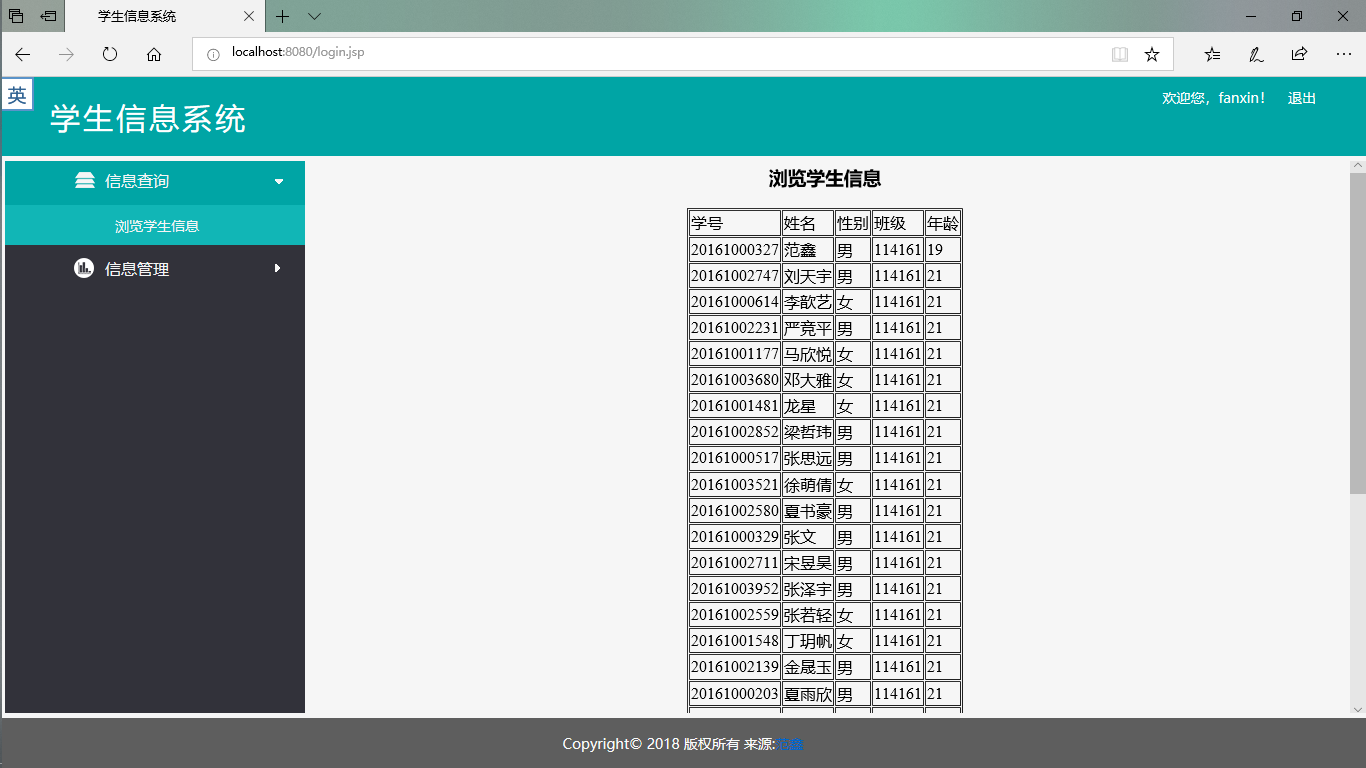 学生信息系统
localhost:8080/login.jsp
英
学生信息系统
欢迎您，fanxin！ 退出
信息查询
浏览学生信息
信息管理
浏览学生信息
学号 姓名 性别 班级 年龄
20161000327 范鑫 男 114161 19
20161002747 刘天宇 男 114161 21
20161000614 李歆艺 女 114161 21
20161002231 严竞平 男 114161 21
20161001177 马欣悦 女 114161 21
20161003680 邓大雅 女 114161 21
20161001481 龙星 女 114161 21
20161002852 梁哲玮 男 114161 21
20161000517 张思远 男 114161 21
20161003521 徐萌倩 女 114161 21
20161002580 夏书豪 男 114161 21
20161000329 张文 男 114161 21
20161002711 宋昱昊 男 114161 21
20161003952 张泽宇 男 114161 21
20161002559 张若轻 女 114161 21
20161001548 丁玥帆 女 114161 21
20161002139 金晟玉 男 114161 21
20161000203 夏雨欣 男 114161 21
Copyright© 2018 版权所有 来源: